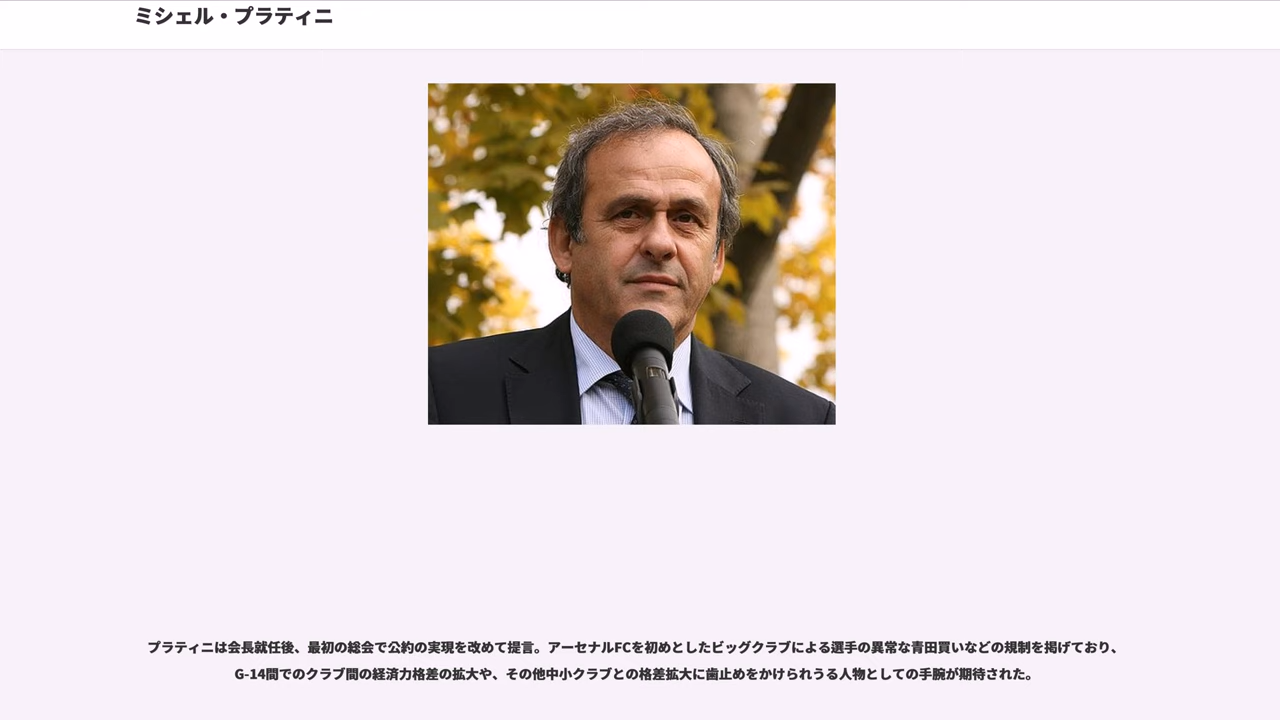 ミシェル・プラティニ
プラティニは会長就任後、最初の総会で公約の実現を改めて提言。アーセナルFCを初めとしたビッグクラブによる選手の異常な青田買いなどの規制を掲げており、
G-14間でのクラブ間の経済力格差の拡大や、その他中小クラブとの格差拡大に歯止めをかけられうる人物としての手腕が期待された。